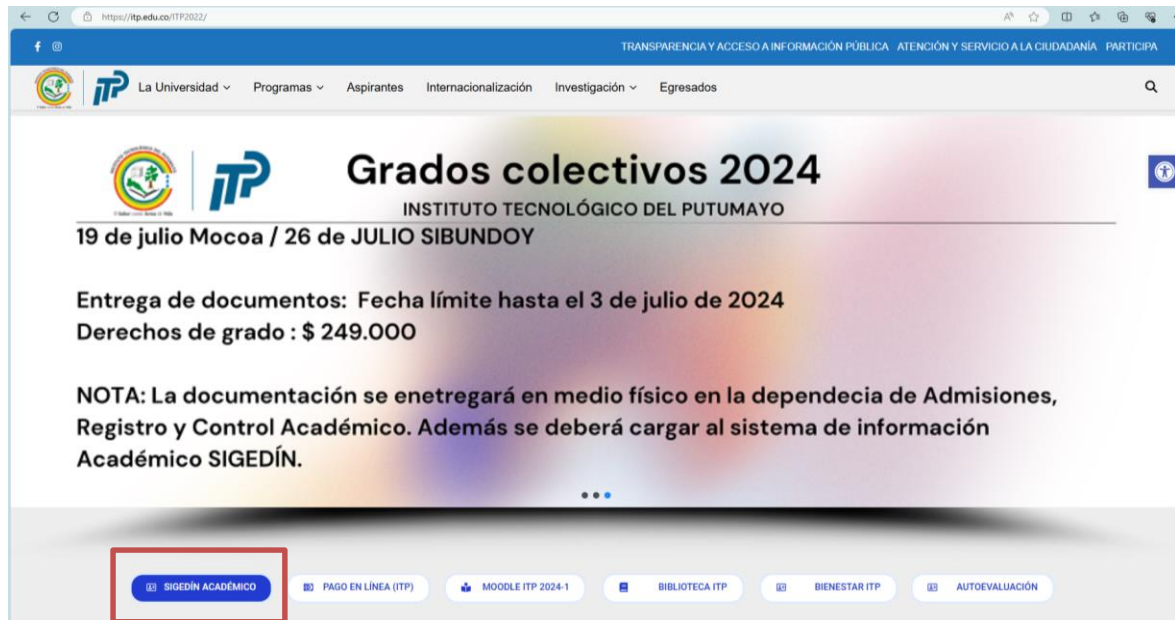 https://itp.edu.co/ITP2022/
TRANSPARENCIA Y ACCESO A INFORMACIÓN PÚBLICA ATENCIÓN Y SERVICIO A LA CIUDADANÍA PARTICIPA
iTP La Universidad Programas Aspirantes Internacionalización Investigación Egresados
iTP
Grados colectivos 2024
INSTITUTO TECNOLÓGICO DEL PUTUMAYO
19 de julio Mocoa / 26 de JULIO SIBUNDOY
Entrega de documentos: Fecha límite hasta el 3 de julio de 2024
Derechos de grado : $ 249.000
NOTA: La documentación se enetregará en medio físico en la dependecia de Admisiones,
Registro y Control Académico. Además se deberá cargar al sistema de información
Académico SIGEDÍN.
SIGEDÍN ACADÉMICO PAGO EN LÍNEA (ITP) MOODLE ITP 2024-1 BIBLIOTECA ITP BIENESTAR ITP AUTOEVALUACIÓN